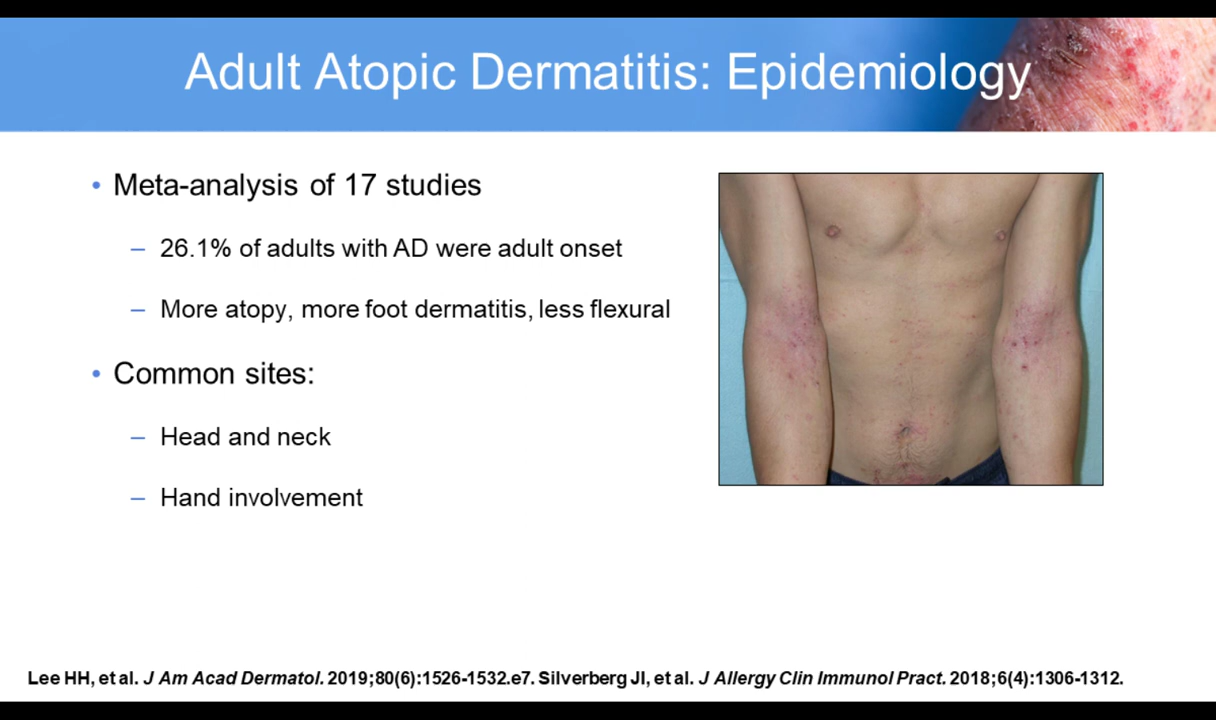 Adult Atopic Dermatitis: Epidemiology
• Meta-analysis of 17 studies
– 26.1% of adults with AD were adult onset
– More atopy, more foot dermatitis, less flexural
• Common sites:
– Head and neck
– Hand involvement
Lee HH, et al. J Am Acad Dermatol. 2019;80(6):1526-1532.e7. Silverberg JI, et al. J Allergy Clin Immunol Pract. 2018;6(4):1306-1312.